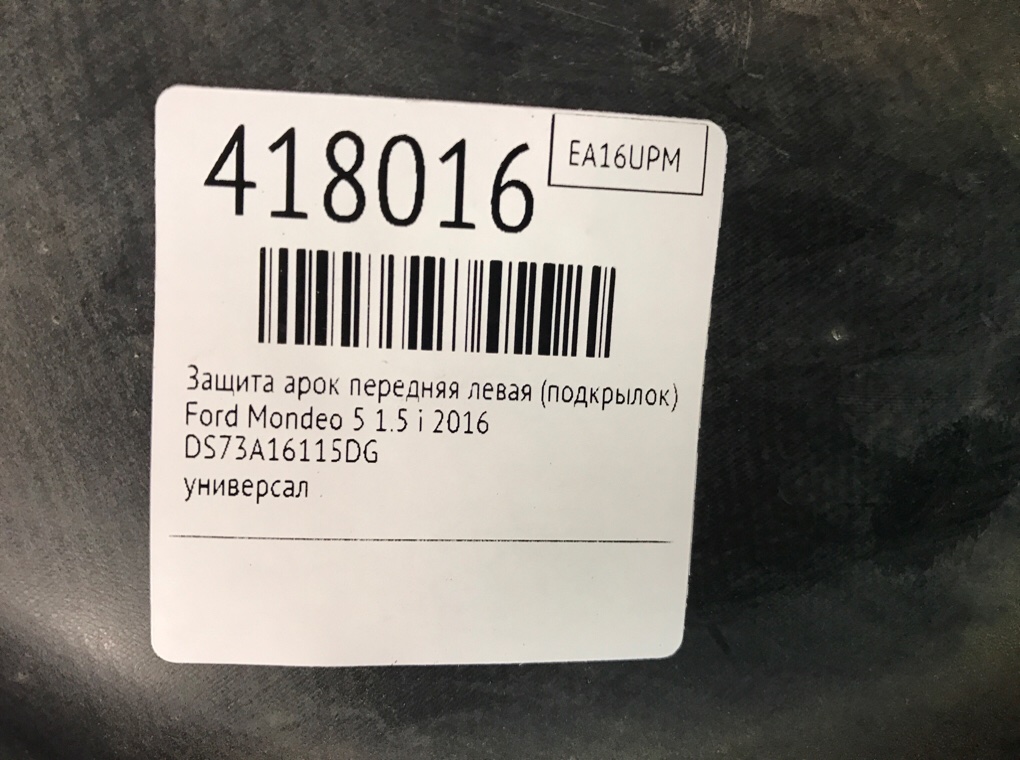 418016
EA16UPM
Защита арок передняя левая (подкрылок)
Ford Mondeo 5 1.5 i 2016
DS73A16115DG
универсал